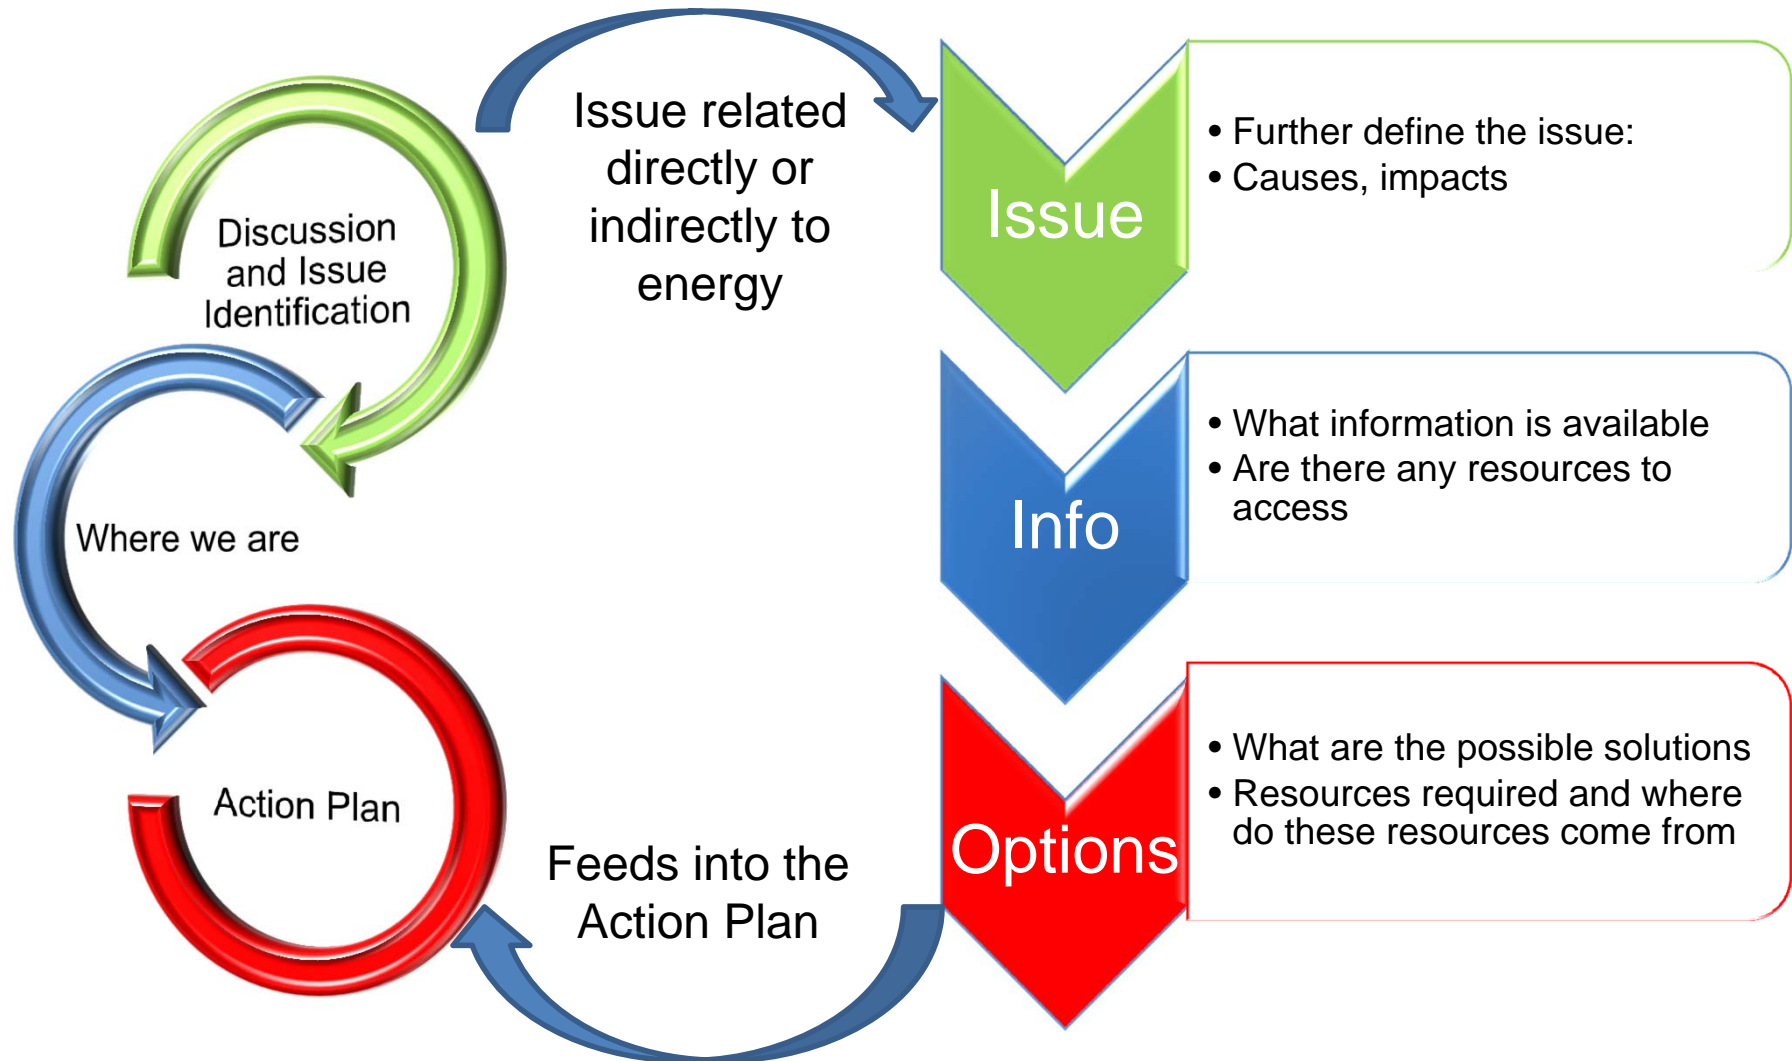 Discussion
and Issue
Identification
Where we are
Action Plan
Issue related
directly or
indirectly to
energy
Feeds into the
Action Plan
Issue
• Further define the issue:
• Causes, impacts
Info
• What information is available
• Are there any resources to
access
Options
• What are the possible solutions
• Resources required and where
do these resources come from